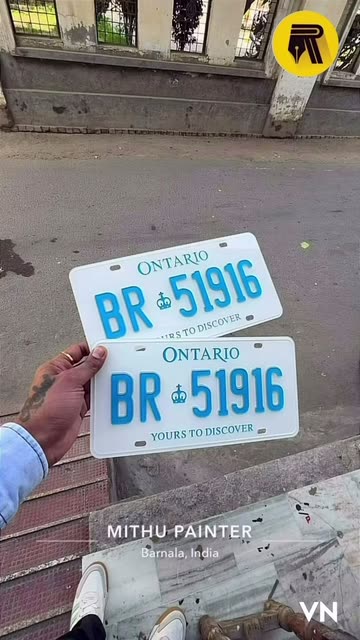 ONTARIO
BR 51916
YOURS TO DISCOVER
ONTARIO
BR 51916
YOURS TO DISCOVER
MITHU PAINTER
Barnala, India
VN